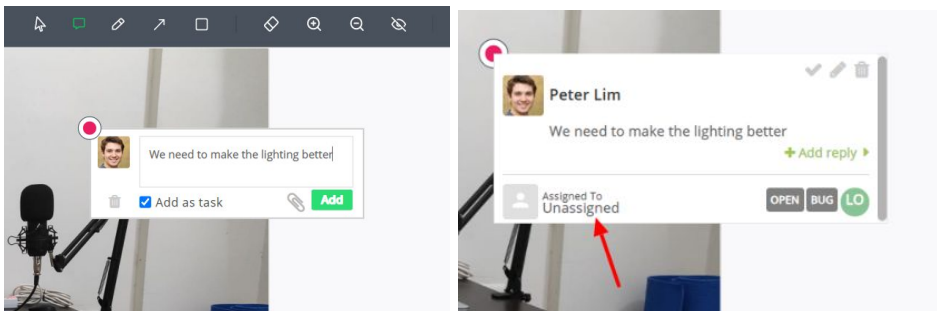 We need to make the lighting better
Add as task
Add
Peter Lim
We need to make the lighting better
+ Add reply
Assigned To
Unassigned
OPEN BUG LO